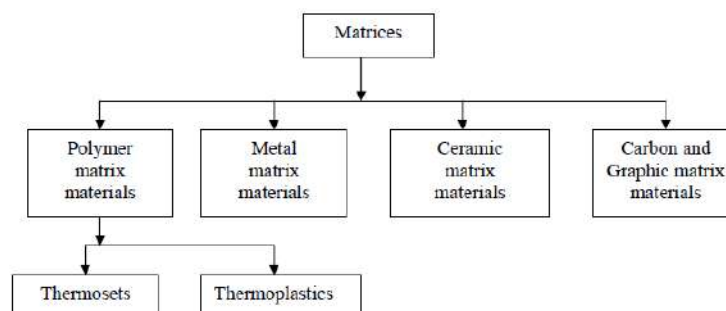 Matrices
Polymer
matrix
materials
Metal
matrix
materials
Ceramic
matrix
materials
Carbon and
Graphic matrix
materials
Thermosets
Thermoplastics